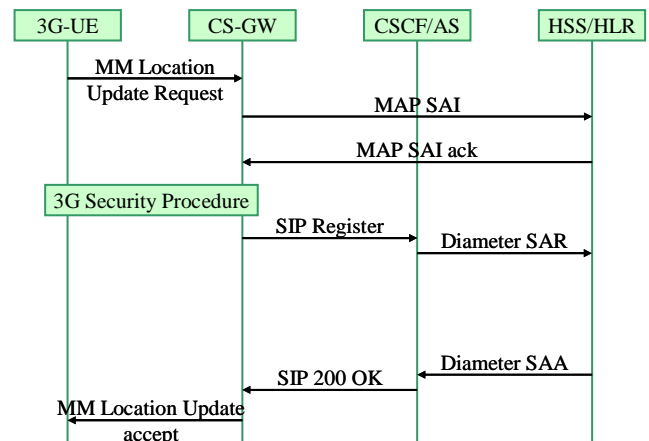 3G-UE
CS-GW
CSCF/AS
HSS/HLR
MM Location
Update Request
MAP SAI
MAP SAI ack
3G Security Procedure
SIP Register
Diameter SAR
Diameter SAA
SIP 200 OK
MM Location Update
accept